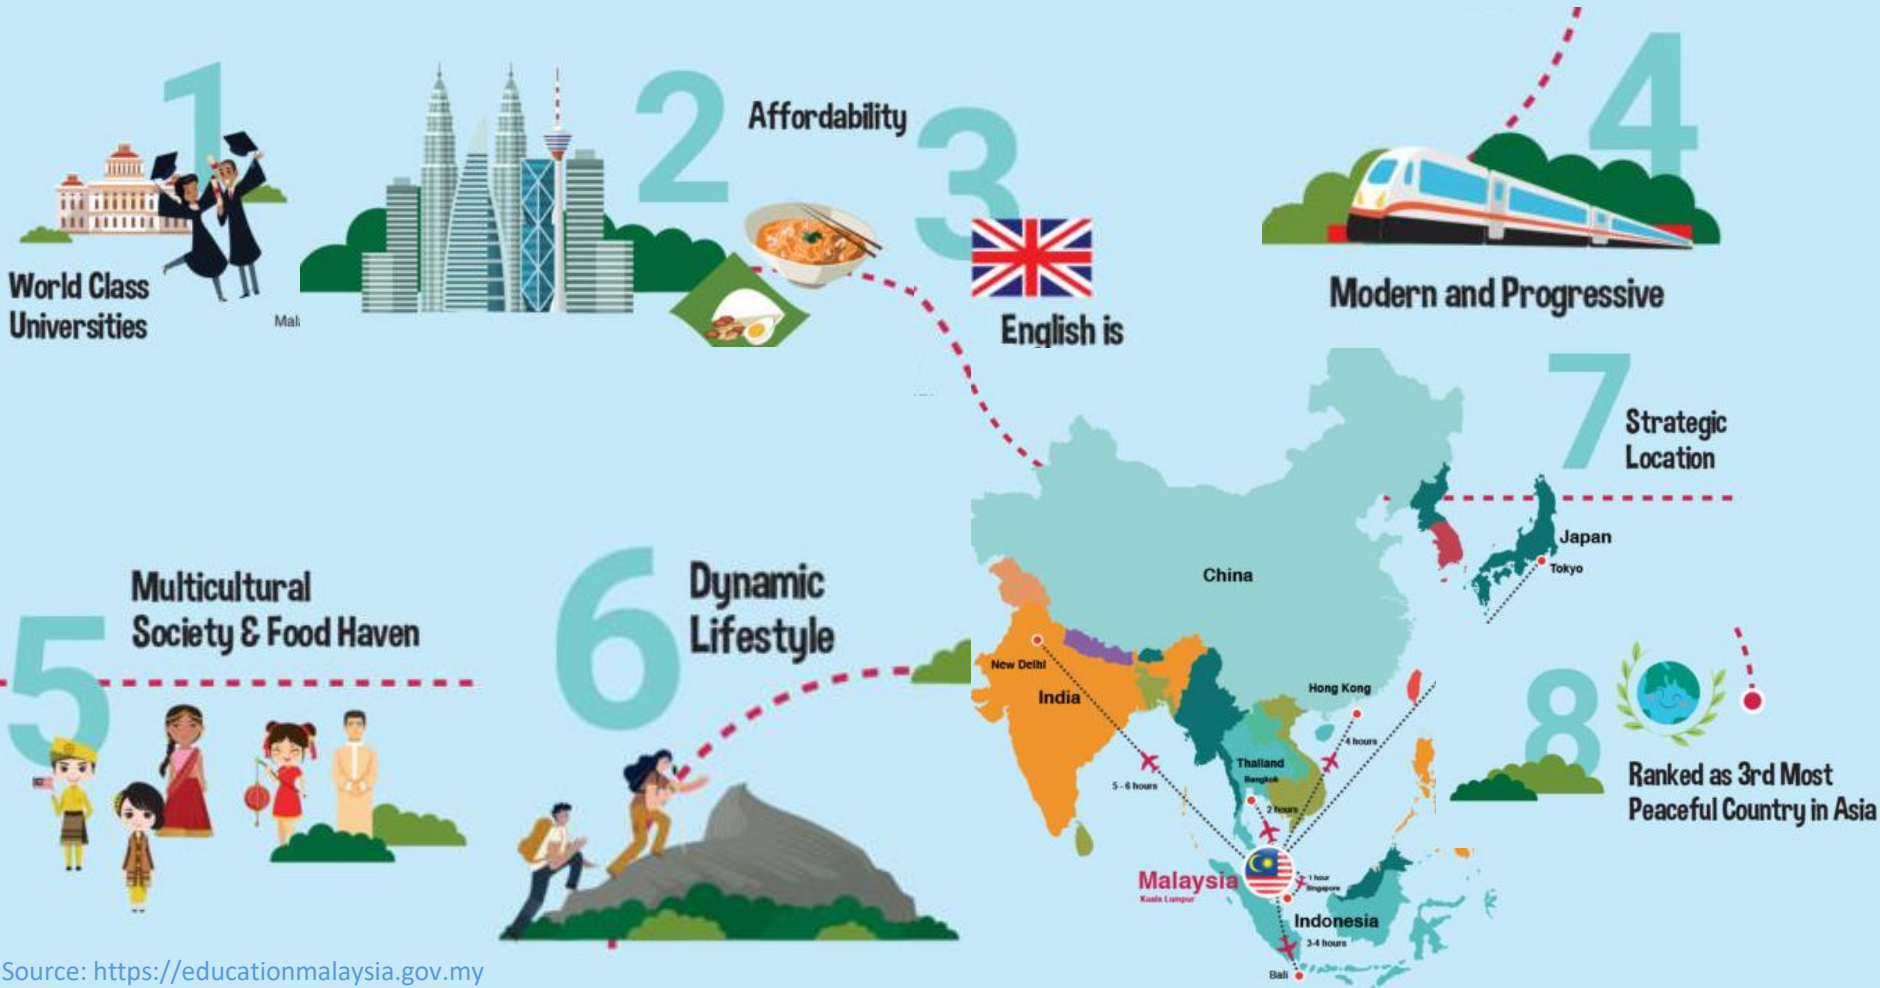 1
World Class
Universities
Mal
2
Affordability
3
English is
4
Modern and Progressive
5
Multicultural
Society & Food Haven
6
Dynamic
Lifestyle
7
Strategic
Location
Japan
Tokyo
China
New Delhi
India
Hong Kong
4 hours
Thailand
Bangkok
5 - 6 hours
2 hours
Malaysia
Kuala Lumpur
1 hour
Singapore
Indonesia
3-4 hours
Bali
8
Ranked as 3rd Most
Peaceful Country in Asia
Source: https://educationmalaysia.gov.my